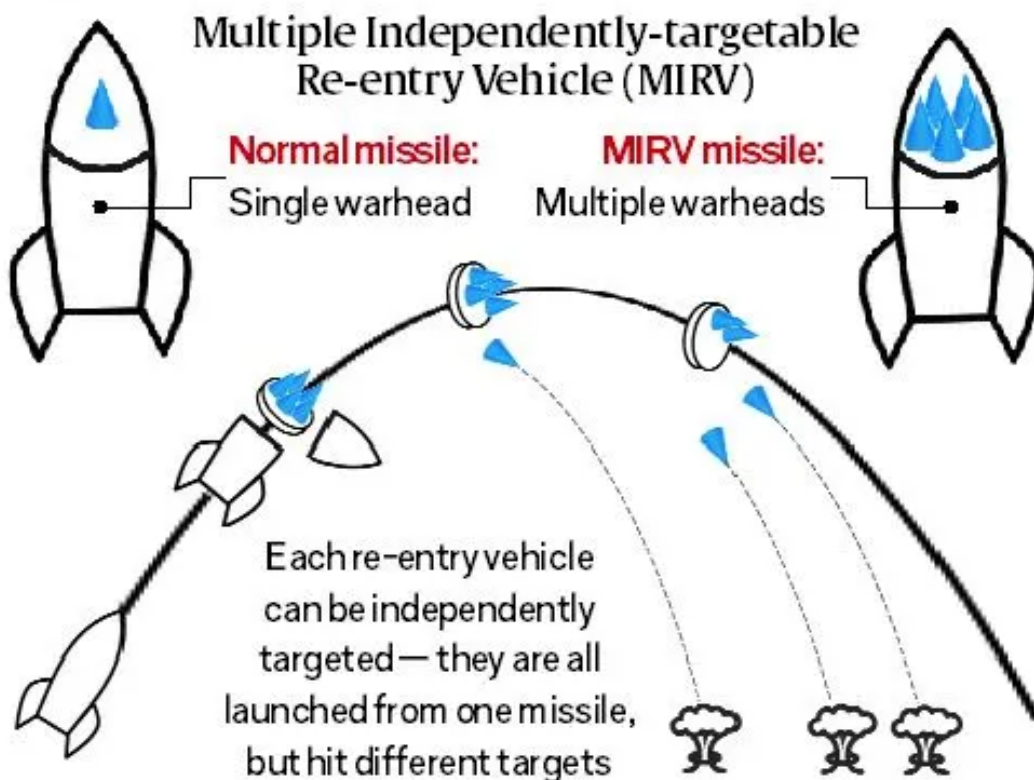 Multiple Independently-targetable
Re-entry Vehicle (MIRV)
Normal missile:
Single warhead
MIRV missile:
Multiple warheads
Each re-entry vehicle
can be independently
targeted — they are all
launched from one missile,
but hit different targets